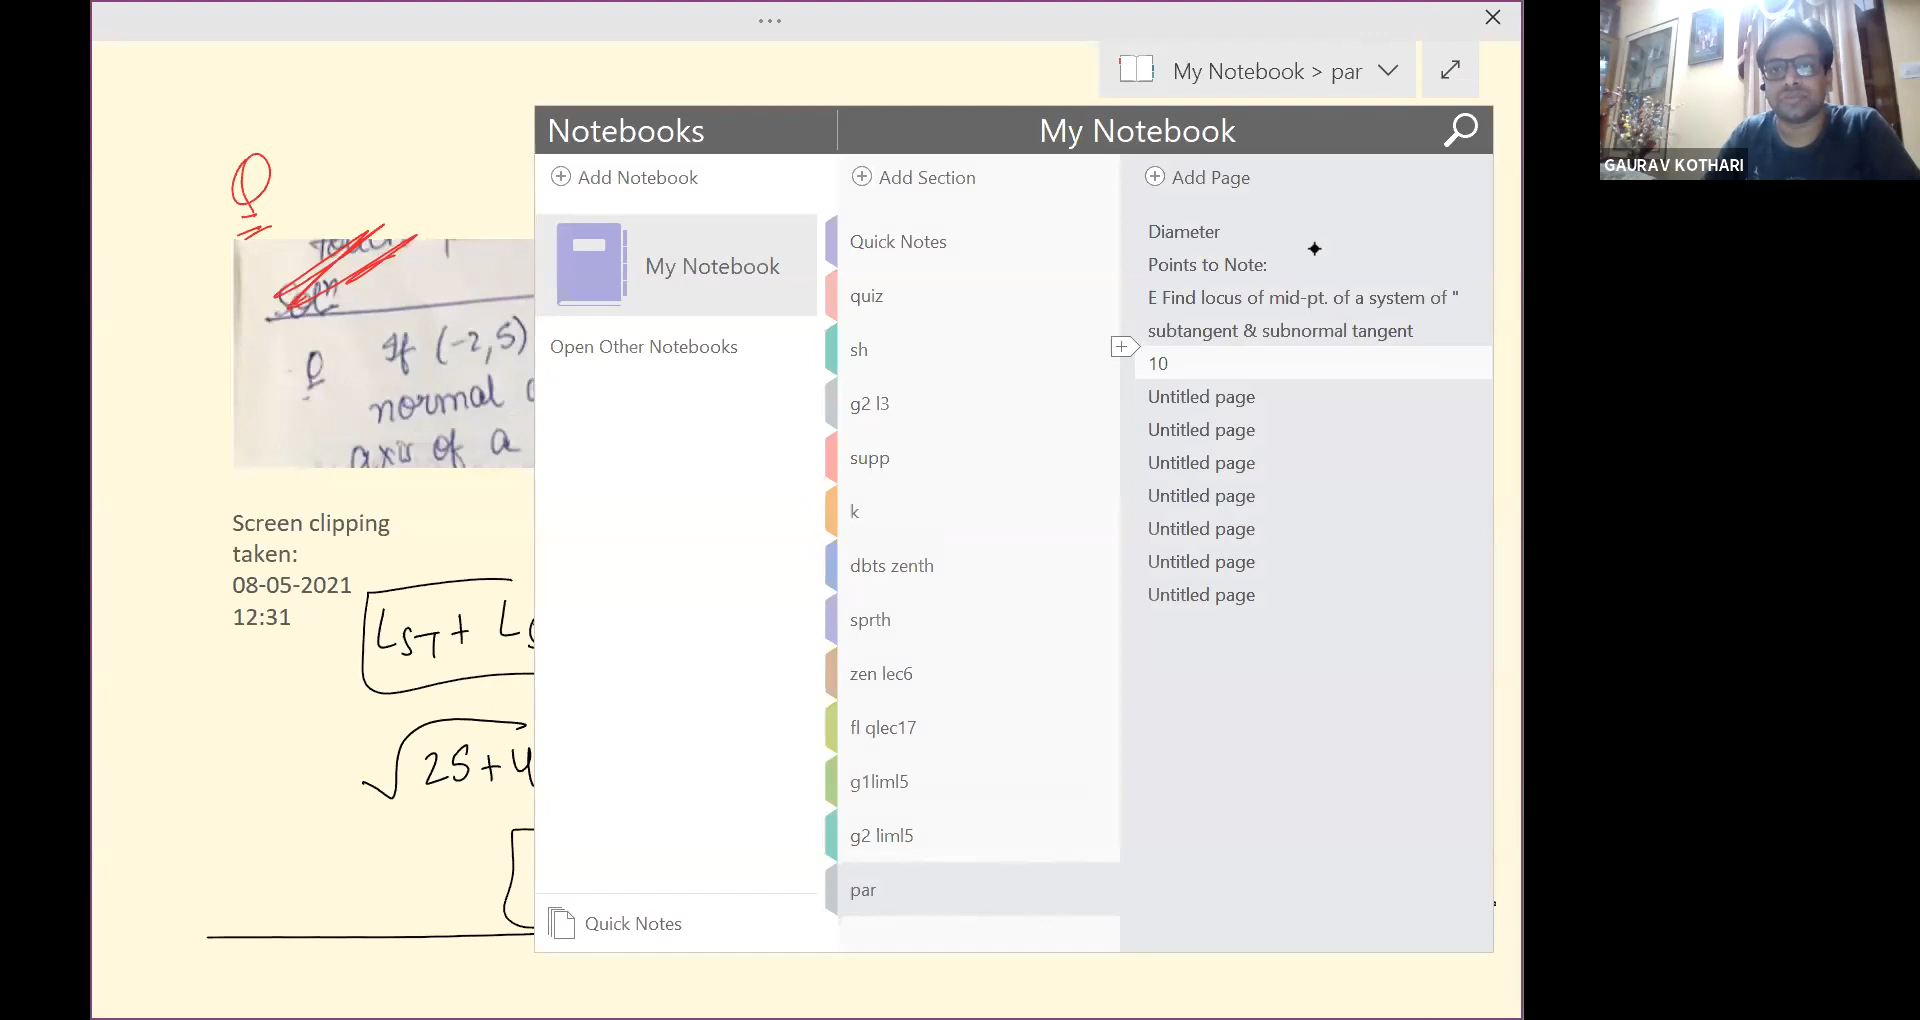 My Notebook > par
GAURAV KOTHARI
Notebooks
My Notebook
Add Notebook
Add Section
Add Page
My Notebook
Open Other Notebooks
Quick Notes
Quick Notes
quiz
sh
g2 l3
supp
k
dbts zenth
sprth
zen lec6
fl qlec17
g1liml5
g2 liml5
par
Diameter
Points to Note:
E Find locus of mid-pt. of a system of "
subtangent & subnormal tangent
10
Untitled page
Untitled page
Untitled page
Untitled page
Untitled page
Untitled page
Untitled page
Q
Soln
Q If (-2,5)
normal
axis of a
Screen clipping
taken:
08-05-2021
12:31
LST + L
√25+4